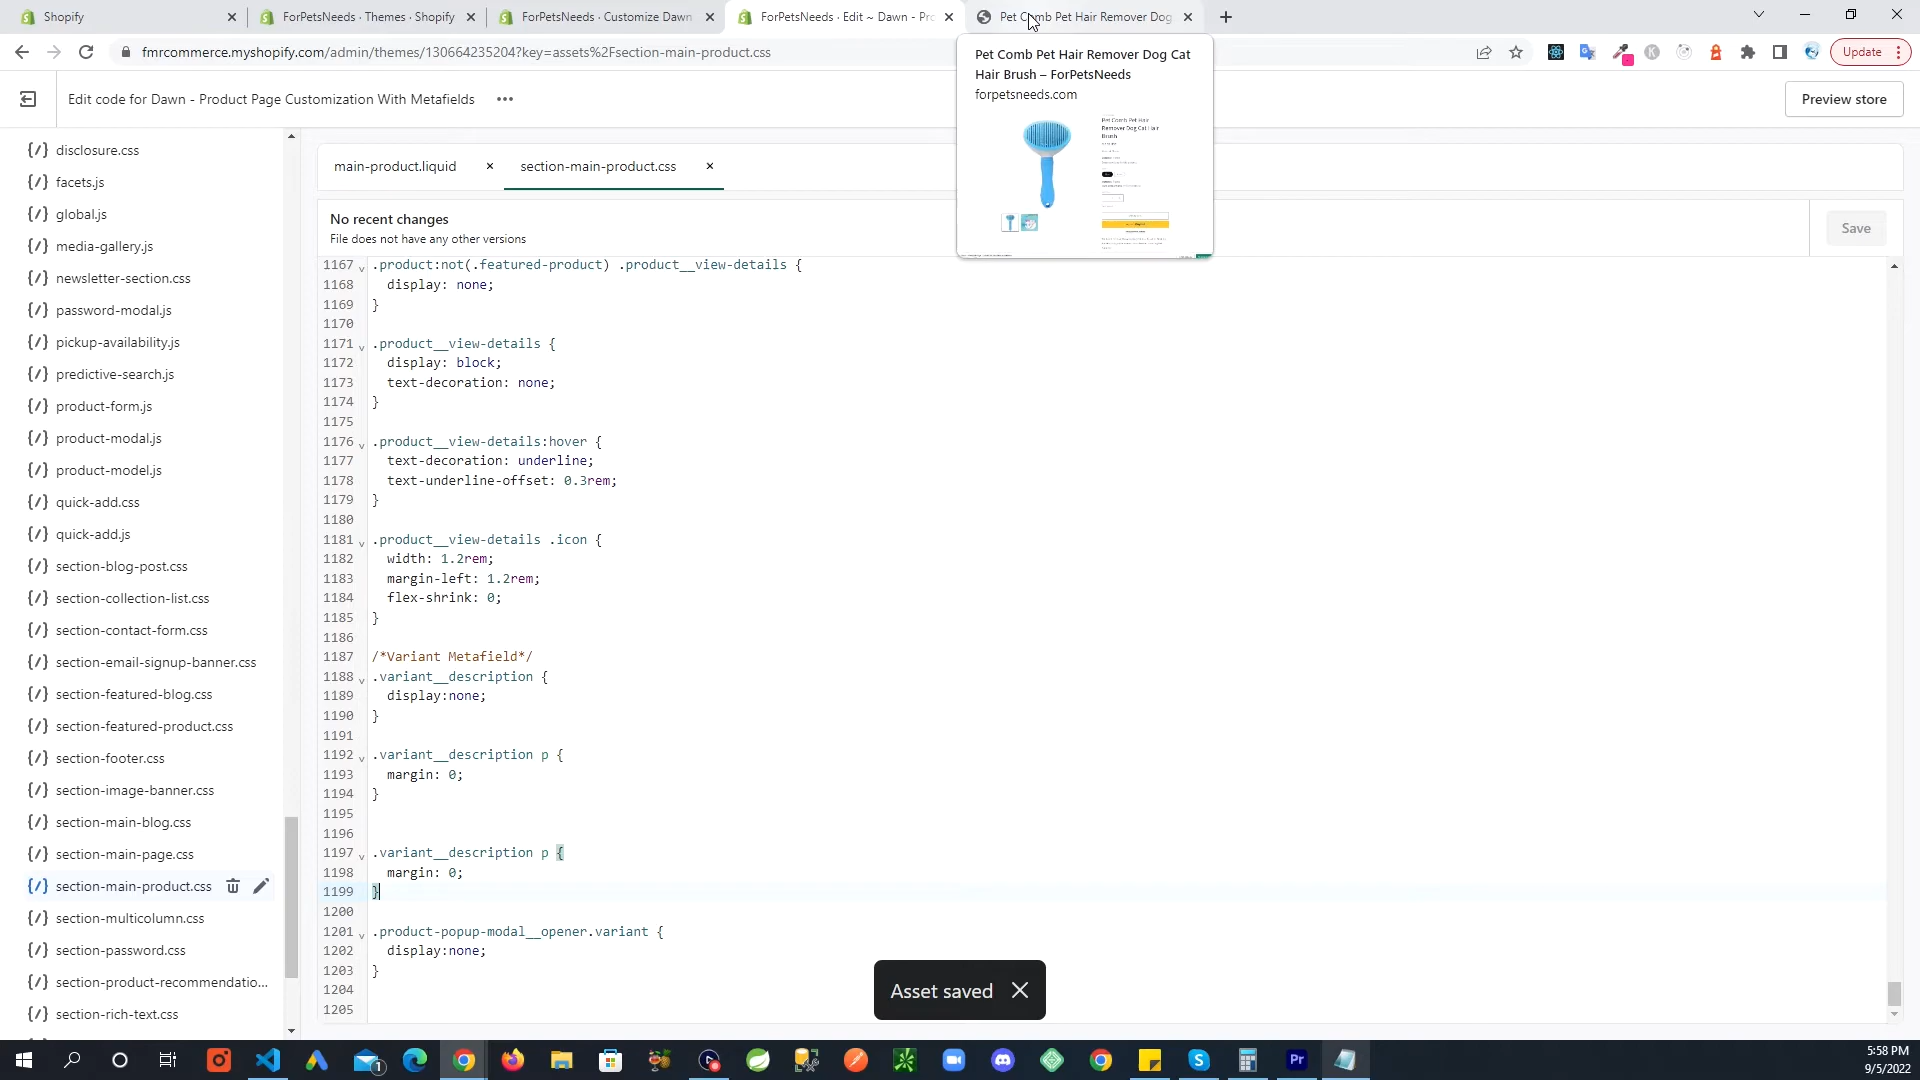 Shopify
ForPetsNeeds · Themes · Shopify
ForPetsNeeds · Customize Dawn
ForPetsNeeds · Edit ~ Dawn - Pro
Pet Comb Pet Hair Remover Dog
fmrcommerce.myshopify.com/admin/themes/130664235204?key=assets%2Fsection-main-product.css
Update
Pet Comb Pet Hair Remover Dog Cat
Hair Brush – ForPetsNeeds
forpetsneeds.com
Pet Comb Pet Hair
Remover Dog Cat Hair
Brush
Edit code for Dawn - Product Page Customization With Metafields
Preview store
disclosure.css
facets.js
global.js
media-gallery.js
newsletter-section.css
password-modal.js
pickup-availability.js
predictive-search.js
product-form.js
product-modal.js
product-model.js
quick-add.css
quick-add.js
section-blog-post.css
section-collection-list.css
section-contact-form.css
section-email-signup-banner.css
section-featured-blog.css
section-featured-product.css
section-footer.css
section-image-banner.css
section-main-blog.css
section-main-page.css
section-main-product.css
section-multicolumn.css
section-password.css
section-product-recommendatio...
section-rich-text.css
main-product.liquid
section-main-product.css
No recent changes
File does not have any other versions
Save
1167 .product:not(.featured-product) .product__view-details {
1168 display: none;
1169 }
1170
1171 .product__view-details {
1172 display: block;
1173 text-decoration: none;
1174 }
1175
1176 .product__view-details:hover {
1177 text-decoration: underline;
1178 text-underline-offset: 0.3rem;
1179 }
1180
1181 .product__view-details .icon {
1182 width: 1.2rem;
1183 margin-left: 1.2rem;
1184 flex-shrink: 0;
1185 }
1186
1187 /*Variant Metafield*/
1188 .variant__description {
1189 display:none;
1190 }
1191
1192 .variant__description p {
1193 margin: 0;
1194 }
1195
1196
1197 .variant__description p {
1198 margin: 0;
1199 }
1200
1201 .product-popup-modal__opener.variant {
1202 display:none;
1203 }
1204
1205
Asset saved
5:58 PM
9/5/2022